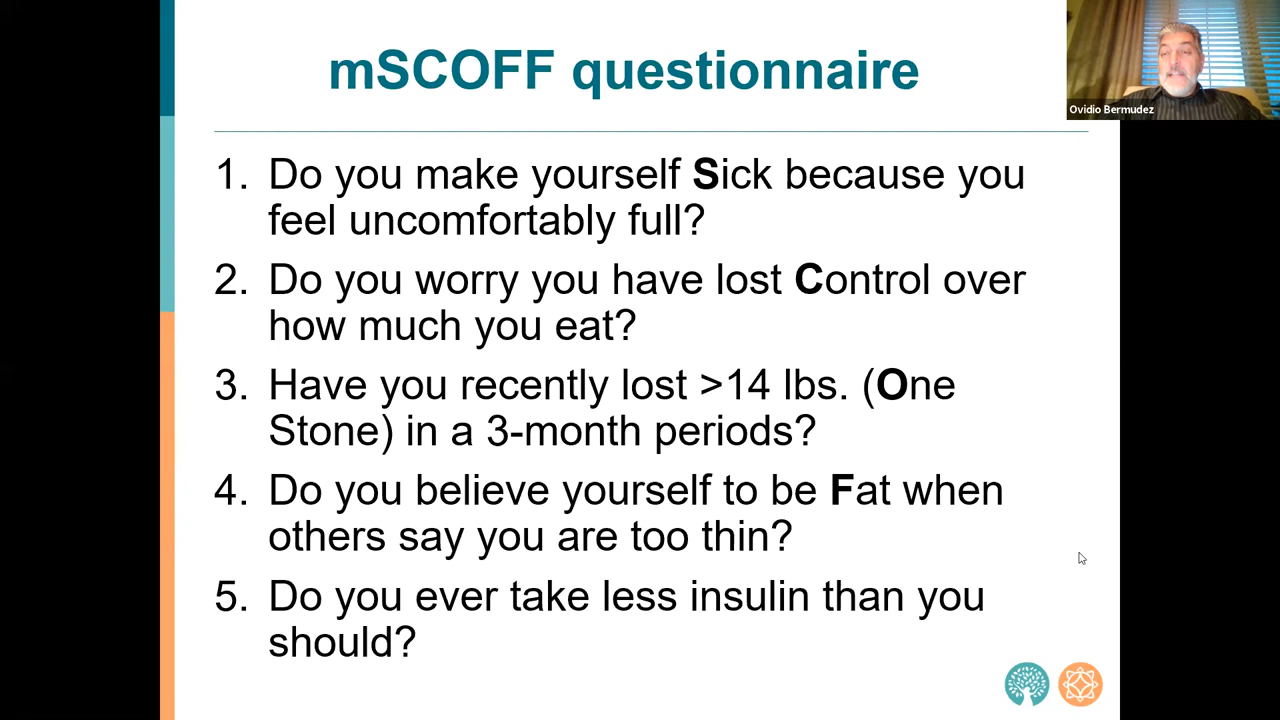 mSCOFF questionnaire
Ovidio Bermudez
1. Do you make yourself Sick because you
feel uncomfortably full?
2. Do you worry you have lost Control over
how much you eat?
3. Have you recently lost >14 lbs. (One
Stone) in a 3-month periods?
4. Do you believe yourself to be Fat when
others say you are too thin?
5. Do you ever take less insulin than you
should?